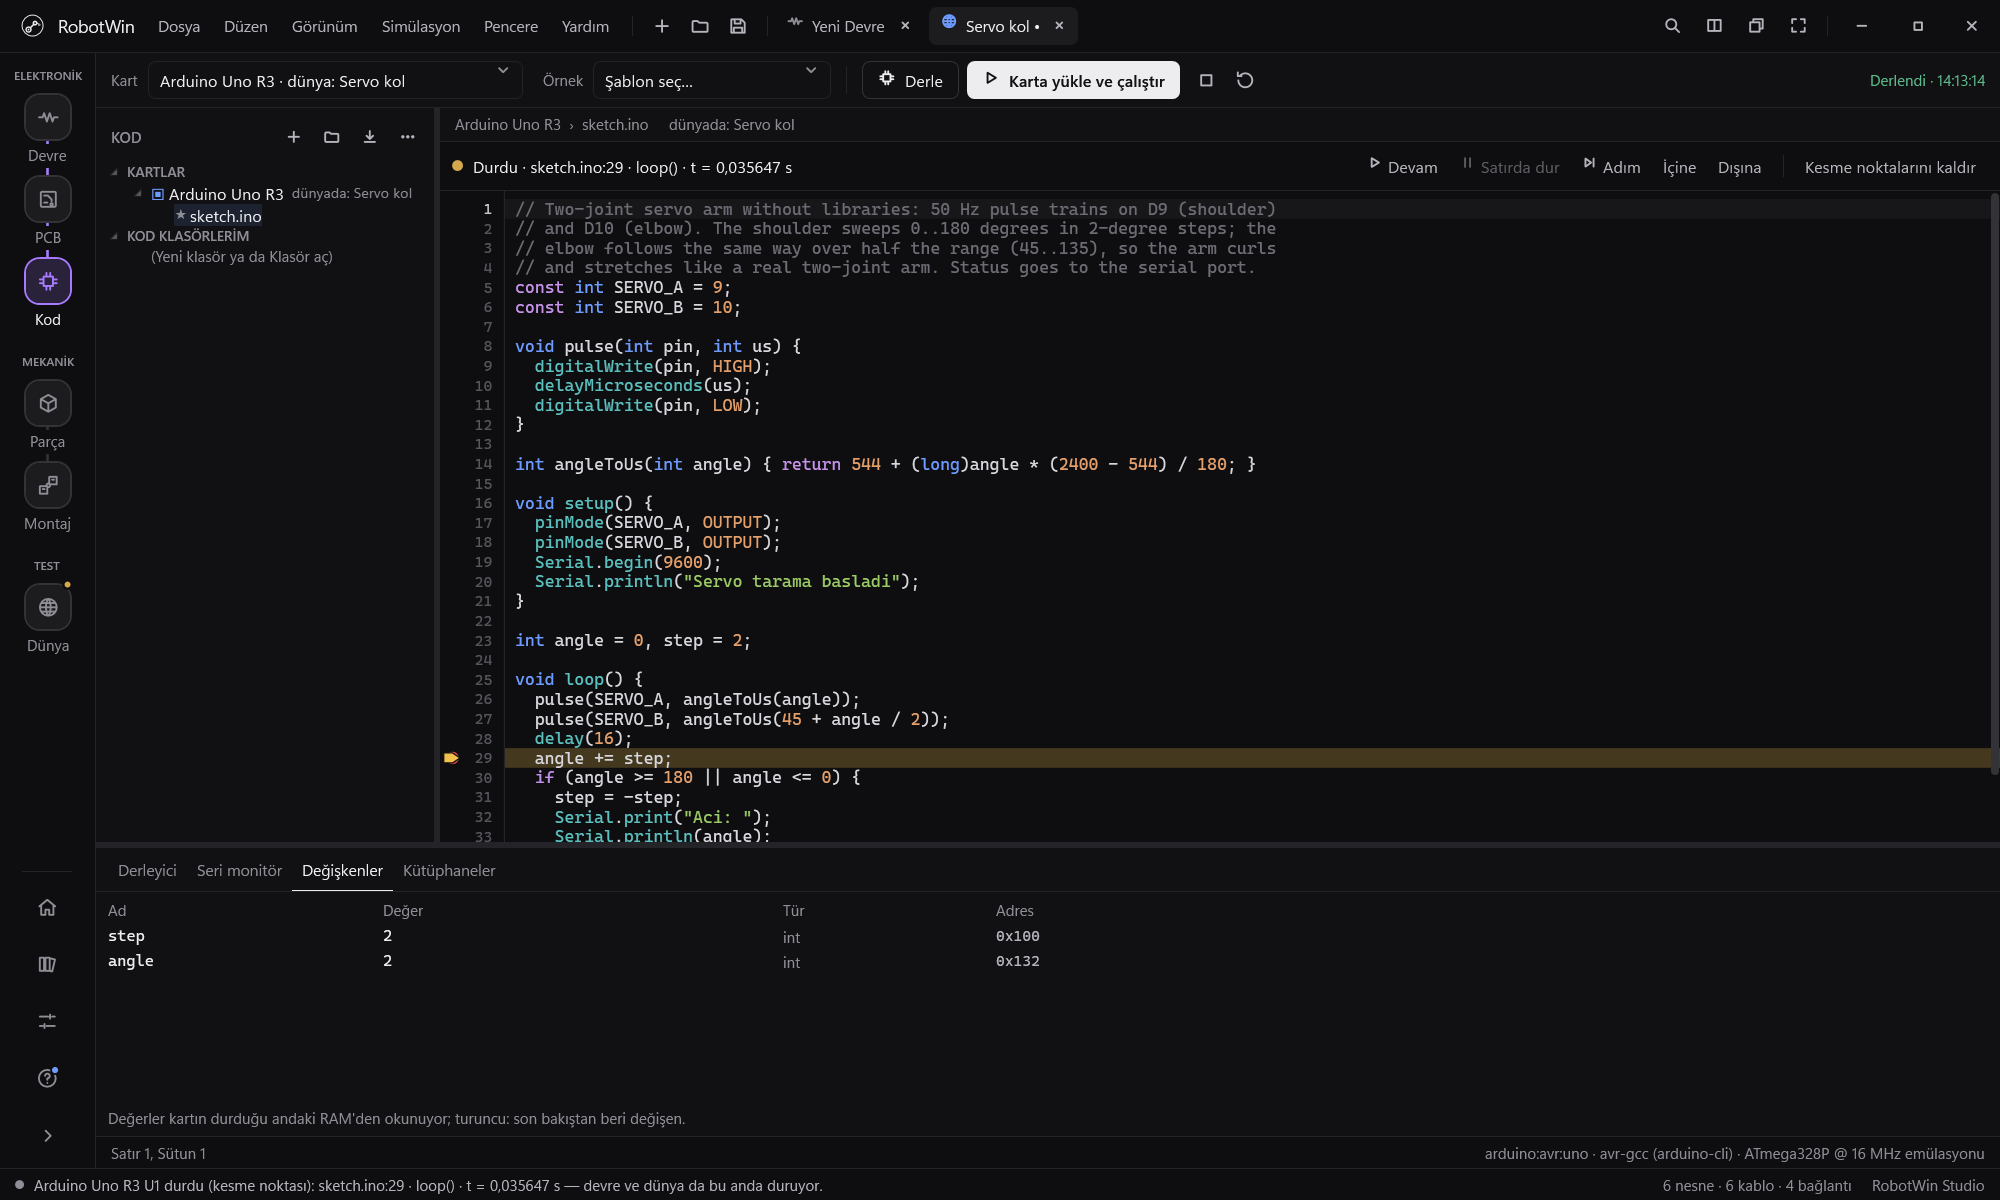 RobotWin Dosya Düzen Görünüm Simülasyon Pencere Yardım Yeni Devre Servo kol •
ELEKTRONİK
Devre
PCB
Kod
MEKANİK
Parça
Montaj
TEST
Dünya
Kart Arduino Uno R3 · dünya: Servo kol Örnek Şablon seç... Derle Karta yükle ve çalıştır Derlendi · 14:13:14
KOD
KARTLAR
Arduino Uno R3 dünyada: Servo kol
sketch.ino
KOD KLASÖRLERİM
(Yeni klasör ya da Klasör aç)
Arduino Uno R3 › sketch.ino dünyada: Servo kol
Durdu · sketch.ino:29 · loop() · t = 0,035647 s Devam Satırda dur Adım İçine Dışına Kesme noktalarını kaldır
1 // Two-joint servo arm without libraries: 50 Hz pulse trains on D9 (shoulder)
2 // and D10 (elbow). The shoulder sweeps 0..180 degrees in 2-degree steps; the
3 // elbow follows the same way over half the range (45..135), so the arm curls
4 // and stretches like a real two-joint arm. Status goes to the serial port.
5 const int SERVO_A = 9;
6 const int SERVO_B = 10;
7
8 void pulse(int pin, int us) {
9 digitalWrite(pin, HIGH);
10 delayMicroseconds(us);
11 digitalWrite(pin, LOW);
12 }
13
14 int angleToUs(int angle) { return 544 + (long)angle * (2400 - 544) / 180; }
15
16 void setup() {
17 pinMode(SERVO_A, OUTPUT);
18 pinMode(SERVO_B, OUTPUT);
19 Serial.begin(9600);
20 Serial.println("Servo tarama basladi");
21 }
22
23 int angle = 0, step = 2;
24
25 void loop() {
26 pulse(SERVO_A, angleToUs(angle));
27 pulse(SERVO_B, angleToUs(45 + angle / 2));
28 delay(16);
29 angle += step;
30 if (angle >= 180 || angle <= 0) {
31 step = -step;
32 Serial.print("Aci: ");
33 Serial.println(angle);
Derleyici Seri monitör Değişkenler Kütüphaneler
Ad Değer Tür Adres
step 2 int 0x100
angle 2 int 0x132
Değerler kartın durduğu andaki RAM'den okunuyor; turuncu: son bakıştan beri değişen.
Satır 1, Sütun 1 arduino:avr:uno · avr-gcc (arduino-cli) · ATmega328P @ 16 MHz emülasyonu
Arduino Uno R3 U1 durdu (kesme noktası): sketch.ino:29 · loop() · t = 0,035647 s — devre ve dünya da bu anda duruyor. 6 nesne · 6 kablo · 4 bağlantı RobotWin Studio